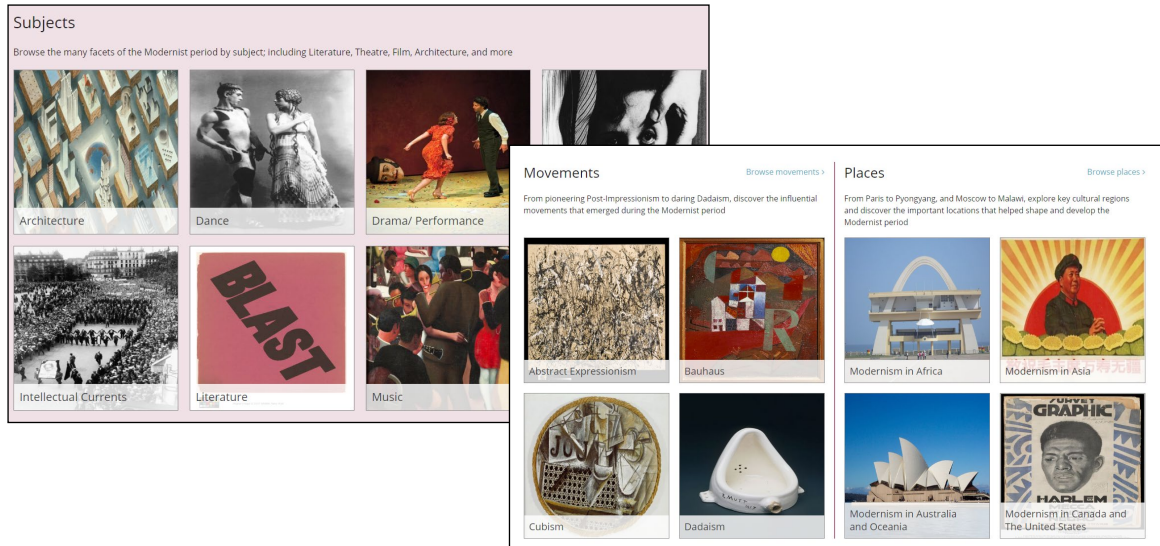 Subjects
Browse the many facets of the Modernist period by subject; including Literature, Theatre, Film, Architecture, and more
Architecture
Dance
Drama/ Performance
Intellectual Currents
BLAST
Literature
Music
Movements
Browse movements ›
From pioneering Post-Impressionism to daring Dadaism, discover the influential
movements that emerged during the Modernist period
Abstract Expressionism
Bauhaus
R
Cubism
JOU
Dadaism
R.MUTT
Places
Browse places ›
From Paris to Pyongyang, and Moscow to Malawi, explore key cultural regions
and discover the important locations that helped shape and develop the
Modernist period
Modernism in Africa
Modernism in Asia
Modernism in Australia
and Oceania
SURVEY
GRAPHIC
HARLEM
MECCA
Modernism in Canada and
The United States